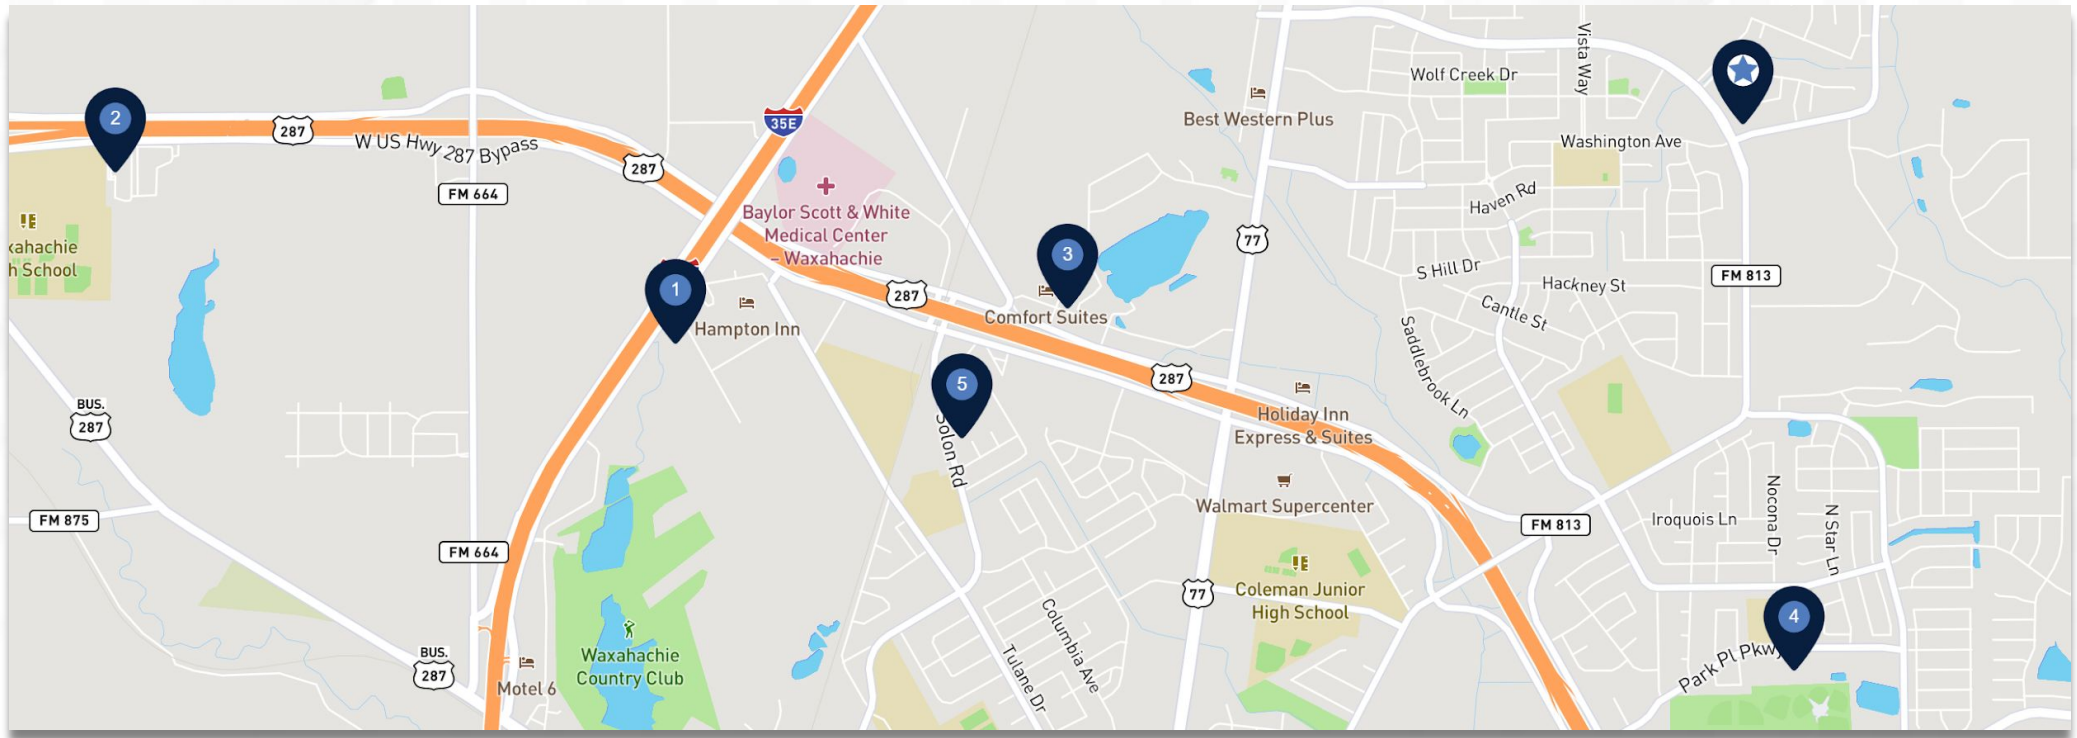 Vista Way
Wolf Creek Dr
2
35E
Best Western Plus
287
W US Hwy 287 Bypass
Washington Ave
287
FM 664
Haven Rd
Baylor Scott & White
Medical Center
– Waxahachie
77
3
xahachie
h School
S Hill Dr
FM 813
Hackney St
1
287
Cantle St
Comfort Suites
Hampton Inn
Saddlebrook Ln
287
5
BUS.
287
Holiday Inn
Express & Suites
Solon Rd
Walmart Supercenter
FM 875
Iroquois Ln
Nocona Dr
N Star Ln
FM 813
FM 664
77
Coleman Junior
High School
4
Columbia Ave
BUS.
287
Waxahachie
Country Club
Tulane Dr
Park Pl Pkwy
Motel 6